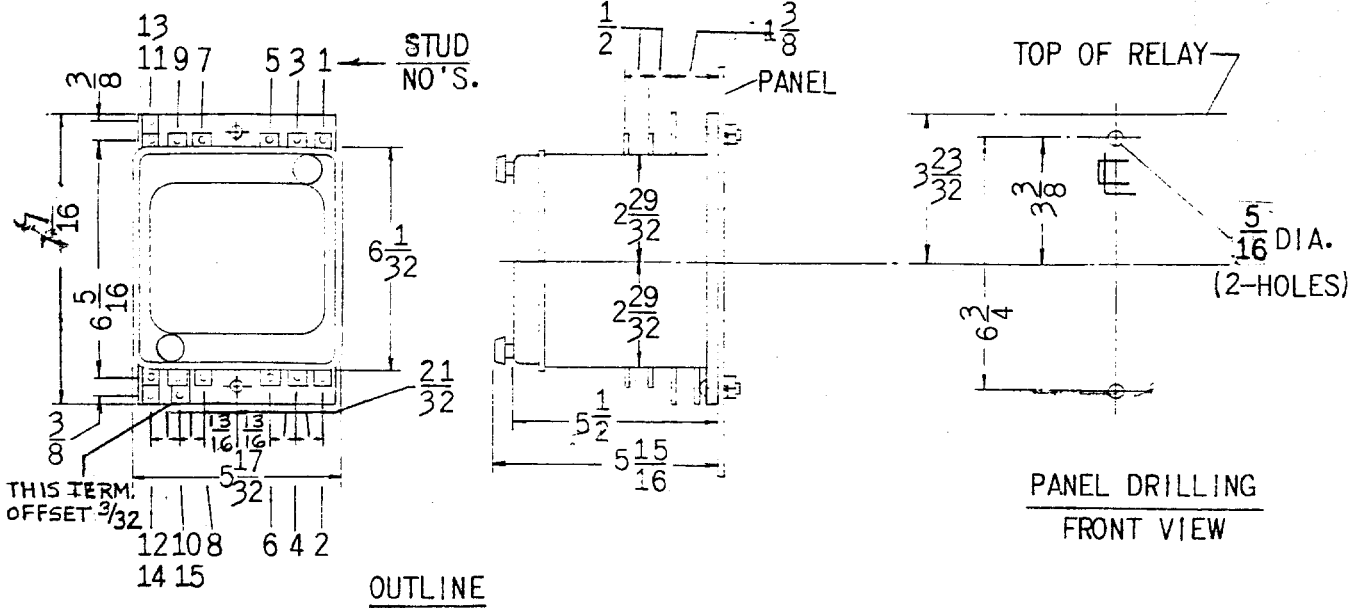 13
11 9 7 5 3 1
STUD
NO'S.
3/8
7/16
6 5/16
6 1/32
3/8
21/32
13/16 13/16
5 17/32
THIS TERM.
OFFSET 3/32
12 10 8 6 4 2
14 15
OUTLINE
1/2
1 3/8
PANEL
2 29/32
2 29/32
5 1/2
5 15/16
TOP OF RELAY
3 23/32
3 3/8
6 3/4
5/16 DIA.
(2-HOLES)
PANEL DRILLING
FRONT VIEW